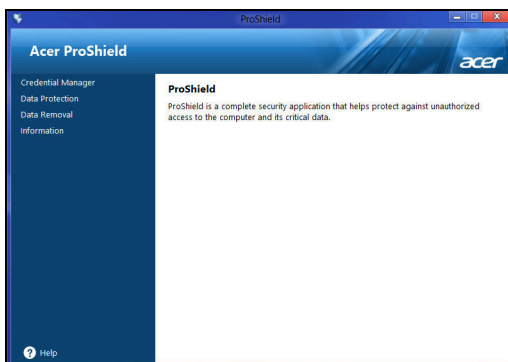 ProShield
Acer ProShield
acer
Credential Manager
Data Protection
Data Removal
Information
ProShield
ProShield is a complete security application that helps protect against unauthorized
access to the computer and its critical data.
? Help